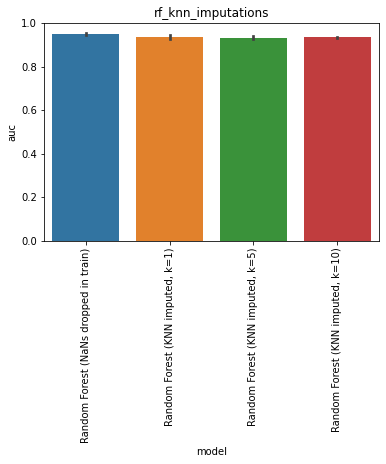 rf_knn_imputations
auc
1.0
0.8
0.6
0.4
0.2
0.0
Random Forest (NaNs dropped in train)
Random Forest (KNN imputed, k=1)
Random Forest (KNN imputed, k=5)
Random Forest (KNN imputed, k=10)
model